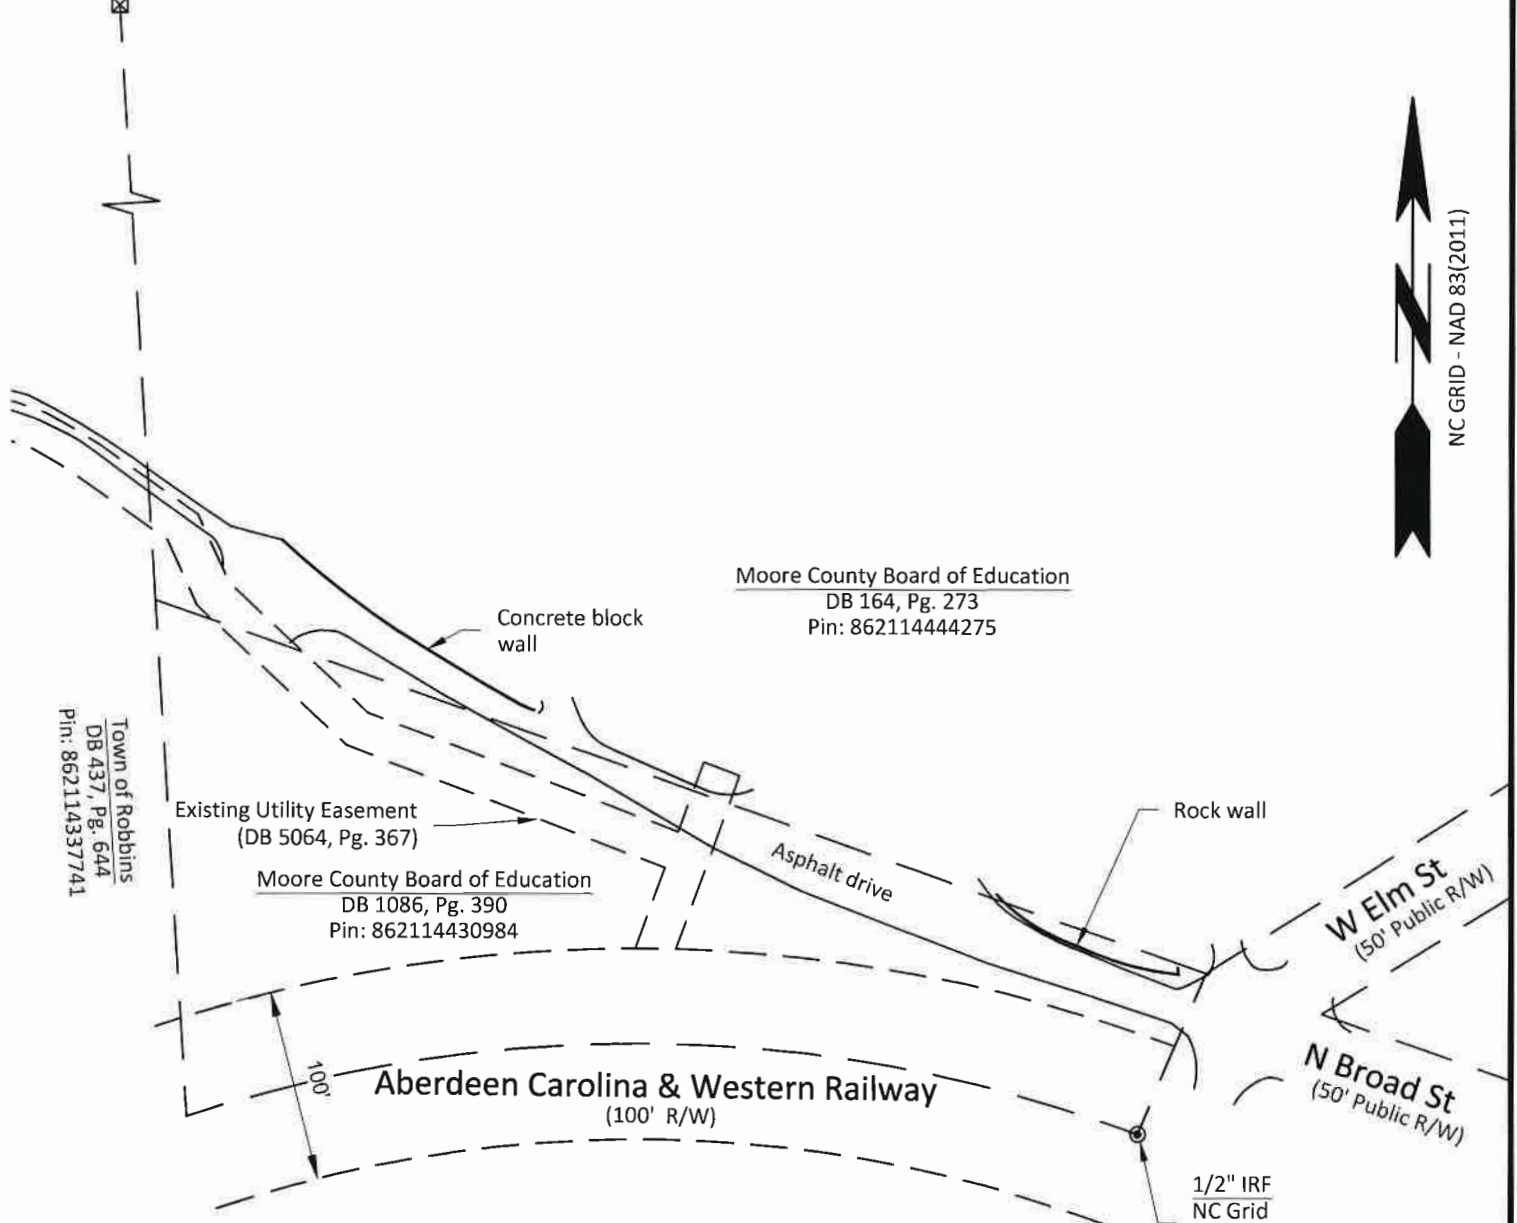 N
NC GRID - NAD 83(2011)
Moore County Board of Education
DB 164, Pg. 273
Pin: 862114444275
Concrete block
wall
Town of Robbins
DB 437, Pg. 644
Pin: 862114337741
Existing Utility Easement
(DB 5064, Pg. 367)
Rock wall
Asphalt drive
Moore County Board of Education
DB 1086, Pg. 390
Pin: 862114430984
W Elm St
(50' Public R/W)
N Broad St
(50' Public R/W)
100'
Aberdeen Carolina & Western Railway
(100' R/W)
1/2" IRF
NC Grid